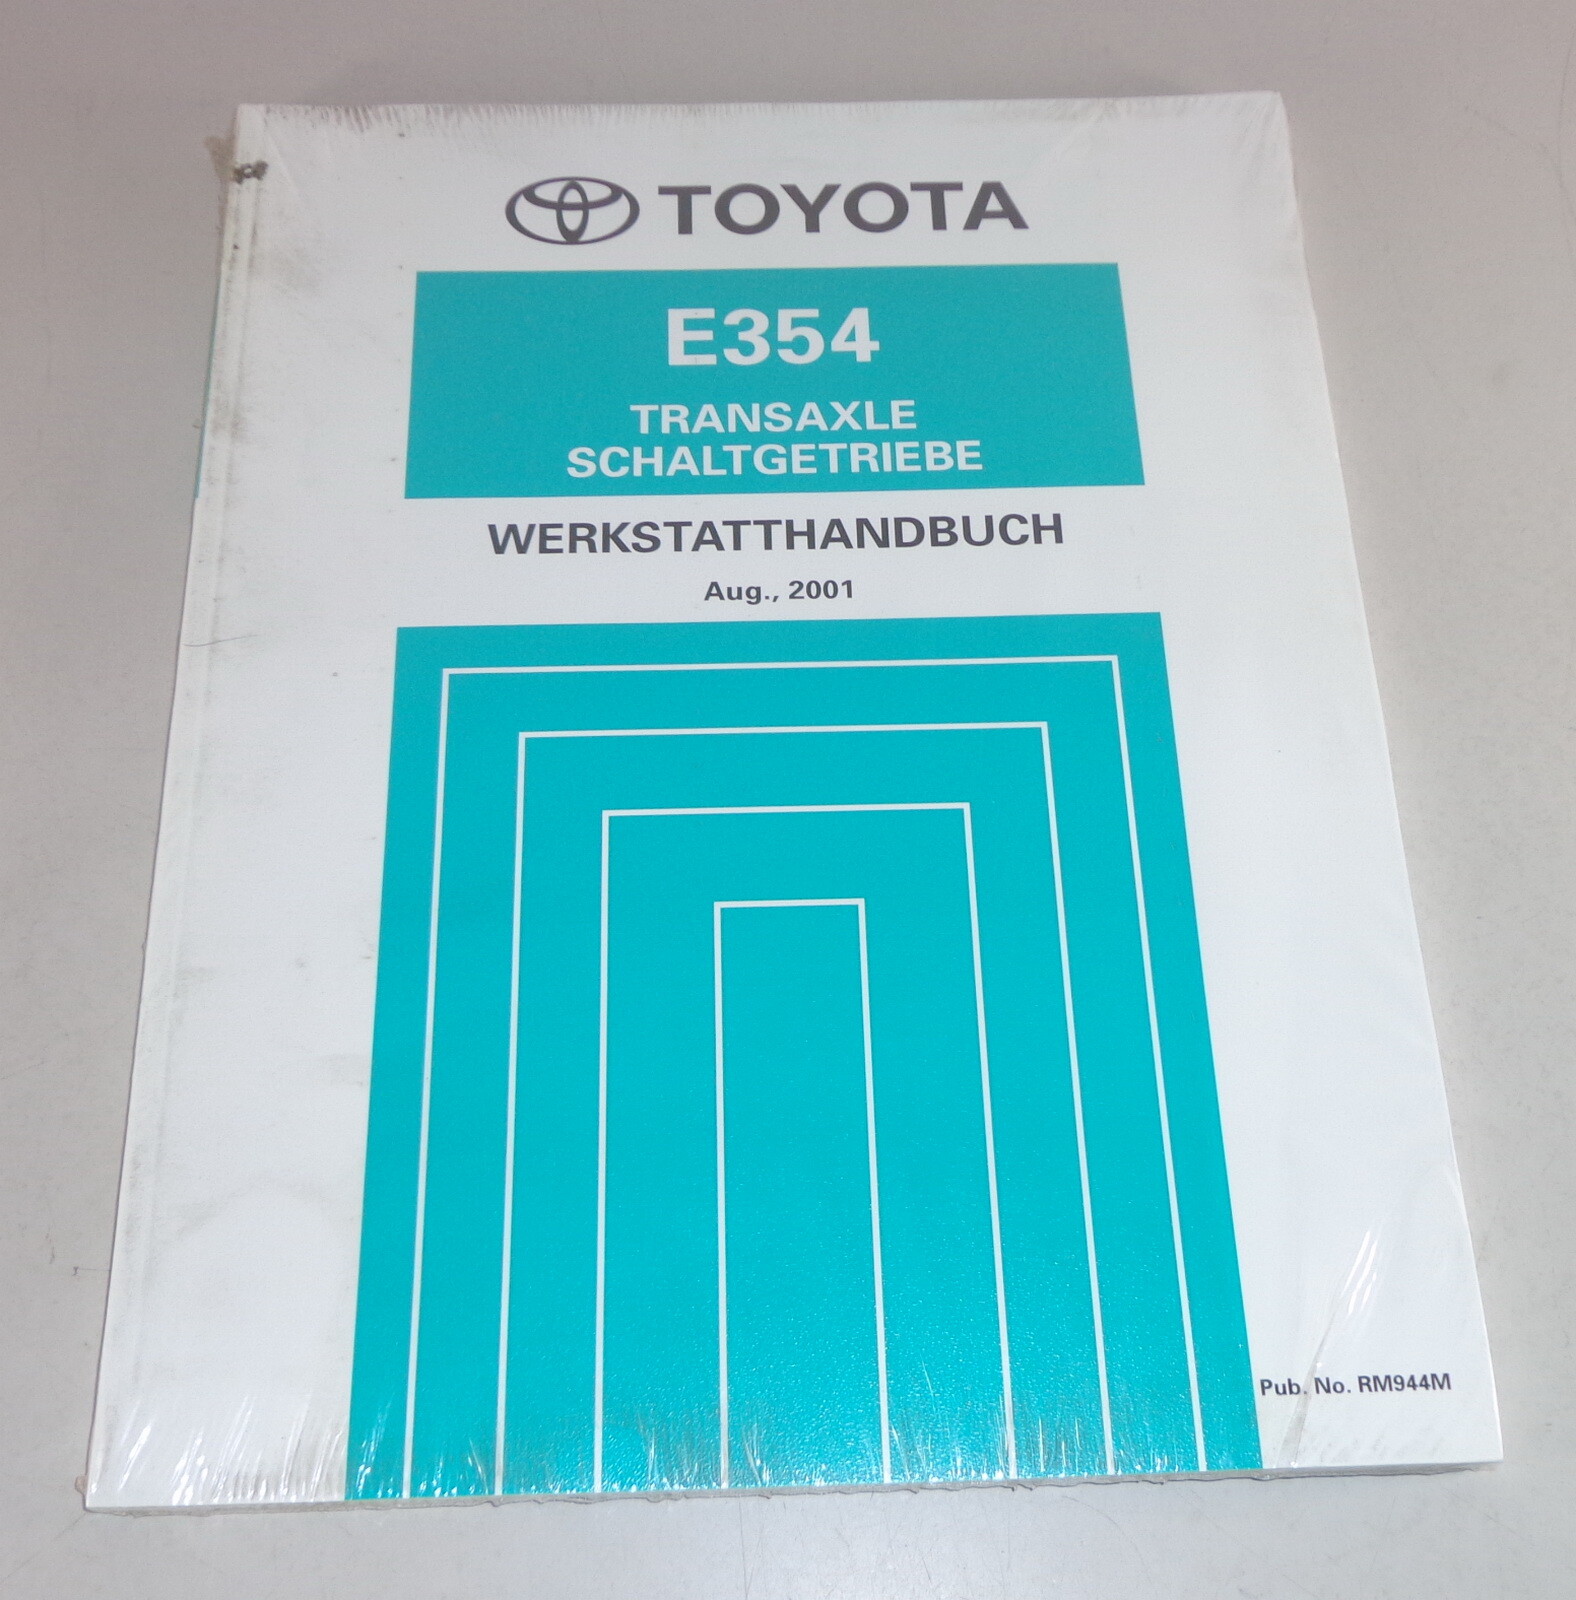 TOYOTA
E354
TRANSAXLE
SCHALTGETRIEBE
WERKSTATTHANDBUCH
Aug., 2001
Pub. No. RM944M